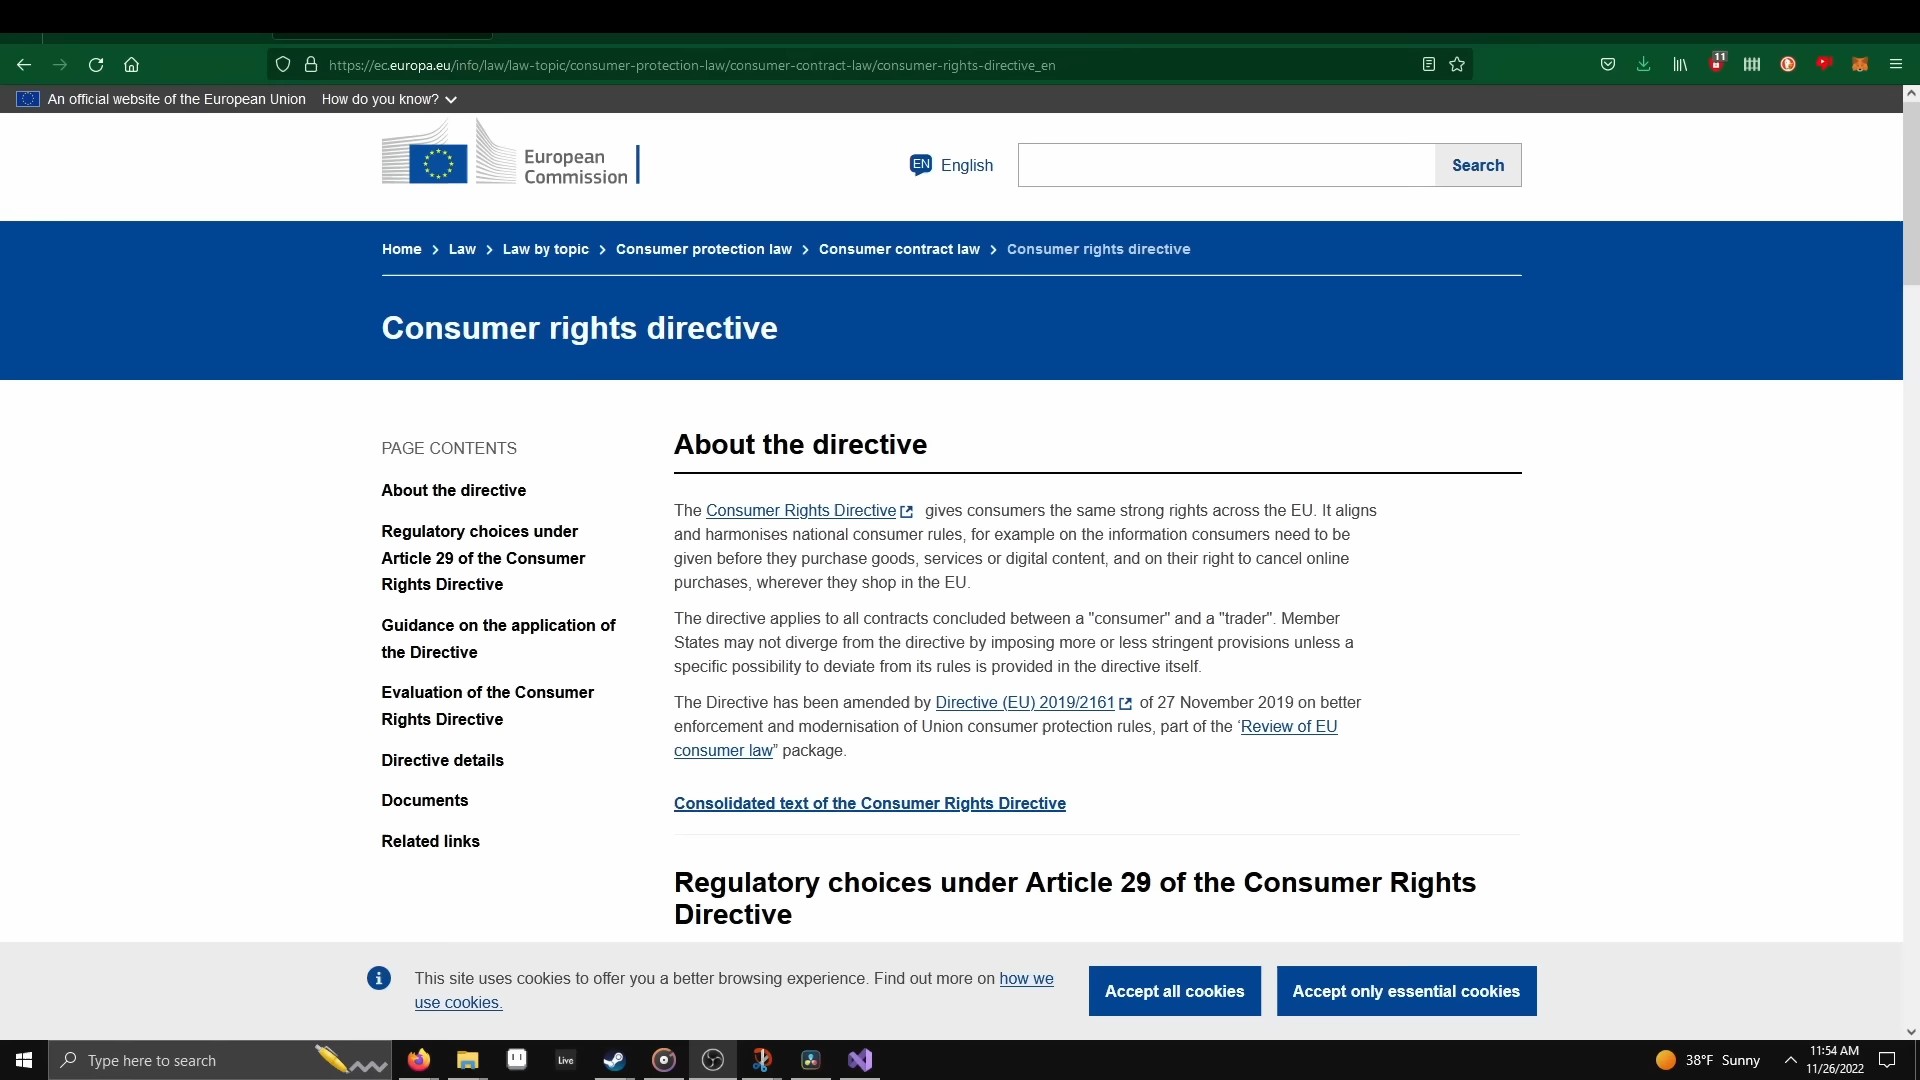 https://ec.europa.eu/info/law/law-topic/consumer-protection-law/consumer-contract-law/consumer-rights-directive_en
11
An official website of the European Union How do you know?
European
Commission
EN English
Search
Home > Law > Law by topic > Consumer protection law > Consumer contract law > Consumer rights directive
Consumer rights directive
PAGE CONTENTS
About the directive
Regulatory choices under
Article 29 of the Consumer
Rights Directive
Guidance on the application of
the Directive
Evaluation of the Consumer
Rights Directive
Directive details
Documents
Related links
About the directive
The Consumer Rights Directive gives consumers the same strong rights across the EU. It aligns
and harmonises national consumer rules, for example on the information consumers need to be
given before they purchase goods, services or digital content, and on their right to cancel online
purchases, wherever they shop in the EU.
The directive applies to all contracts concluded between a "consumer" and a "trader". Member
States may not diverge from the directive by imposing more or less stringent provisions unless a
specific possibility to deviate from its rules is provided in the directive itself.
The Directive has been amended by Directive (EU) 2019/2161 of 27 November 2019 on better
enforcement and modernisation of Union consumer protection rules, part of the ‘Review of EU
consumer law” package.
Consolidated text of the Consumer Rights Directive
Regulatory choices under Article 29 of the Consumer Rights
Directive
This site uses cookies to offer you a better browsing experience. Find out more on how we
use cookies.
Accept all cookies
Accept only essential cookies
Type here to search
Live
38°F Sunny
11:54 AM
11/26/2022